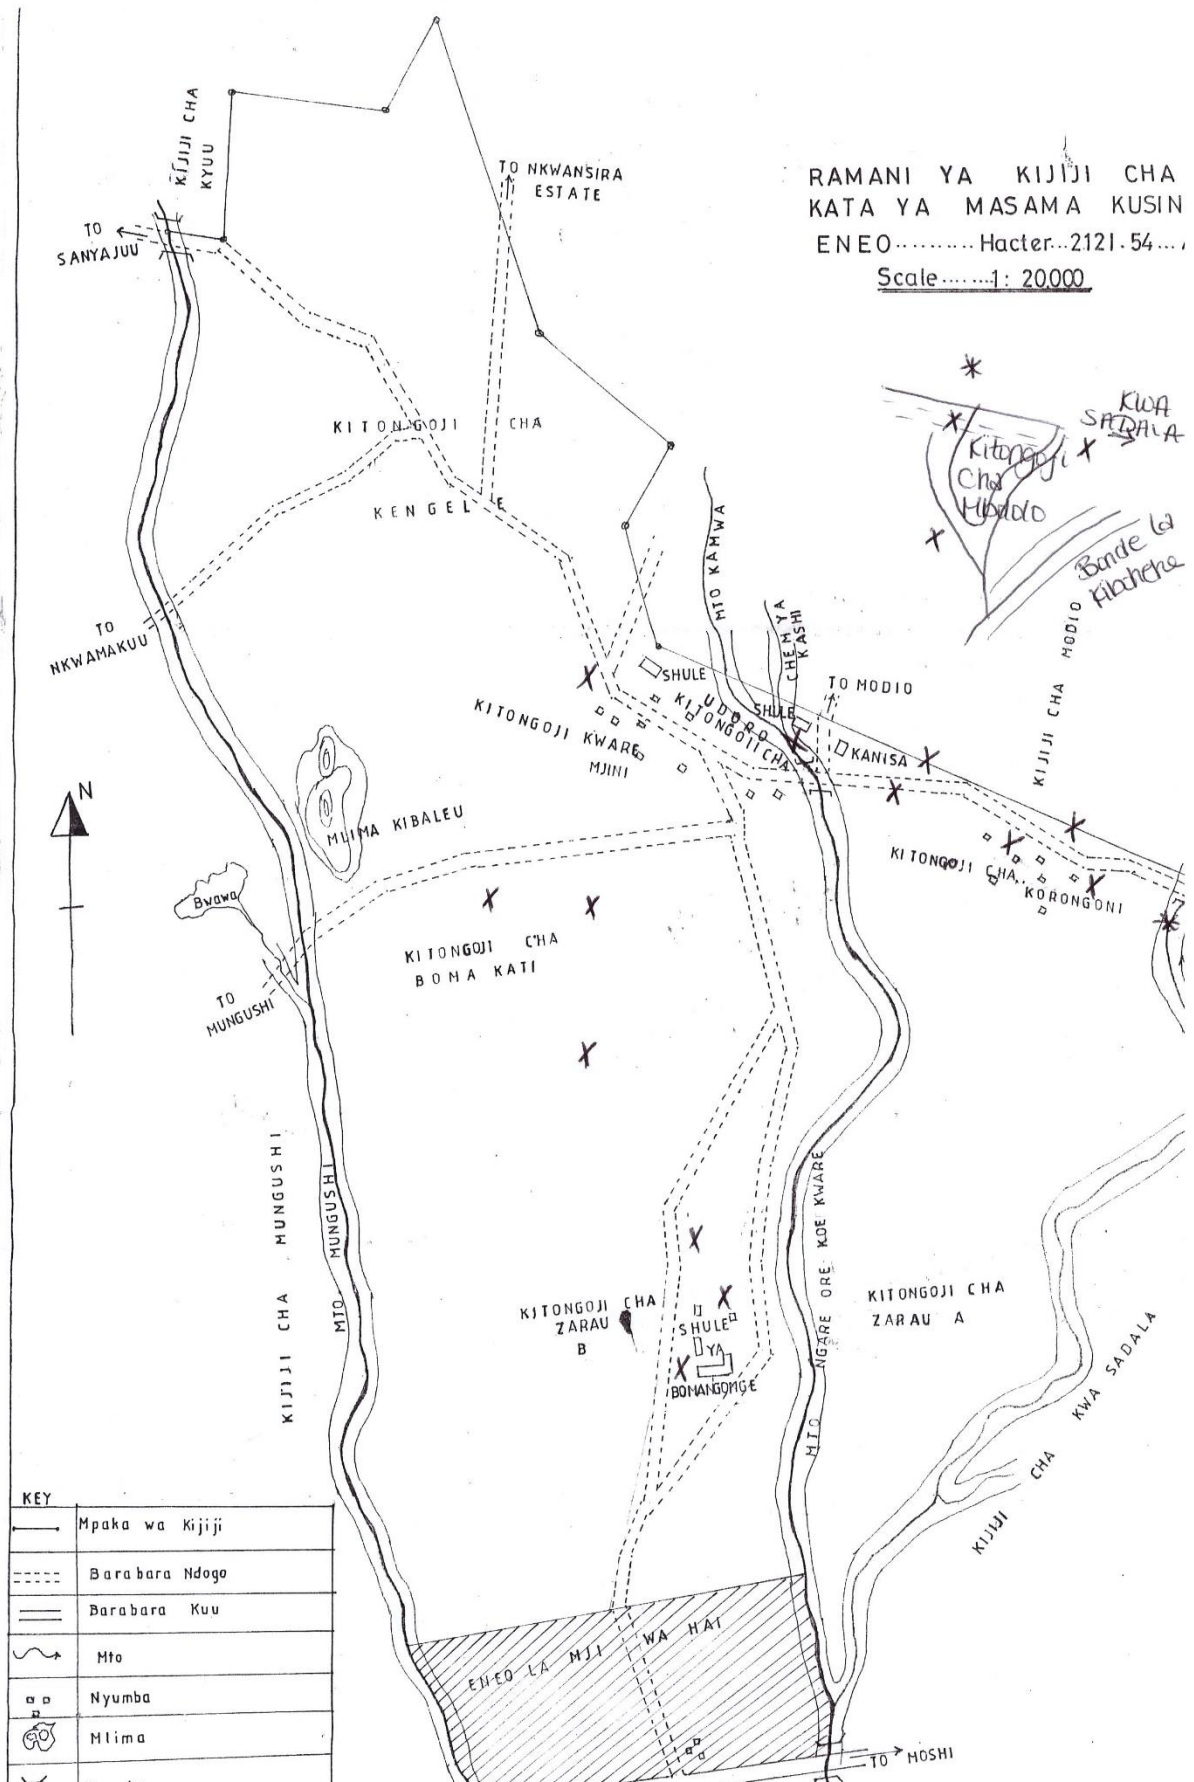 RAMANI YA KIJIJI CHA
KATA YA MASAMA KUSIN
ENEO.......... Hacter...2121.54...
Scale.......1: 20,000
KIJIJI CHA
KYUU
TO
SANYAJUU
TO NKWANSIRA
ESTATE
KITONGOJI CHA
KENGELE
KWA
SADALA
Kitongoji
Cha
Mbololo
Bonde la
Kibohehe
KIJIJI CHA MODIO
MTO KAMWA
CHEM YA
KASHI
TO
NKWAMAKUU
SHULE
UDORO
KITONGOJI CHA
SHULE
TO MODIO
KANISA
KITONGOJI KWARE
MJINI
N
MLIMA KIBALEU
KITONGOJI CHA
KORONGONI
Bwawa
KITONGOJI CHA
BOMA KATI
TO
MUNGUSHI
KIJIJI CHA MUNGUSHI
MTO MUNGUSHI
MTO NGARE ORE KOE KWARE
KITONGOJI CHA
ZARAU A
KITONGOJI CHA
ZARAU
B
SHULE
YA
BOMANGOMGE
KIJIJI CHA KWA SADALA
KEY
Mpaka wa Kijiji
Barabara Ndogo
Barabara Kuu
Mto
Nyumba
Mlima
ENEO LA MJI WA HAI
TO MOSHI